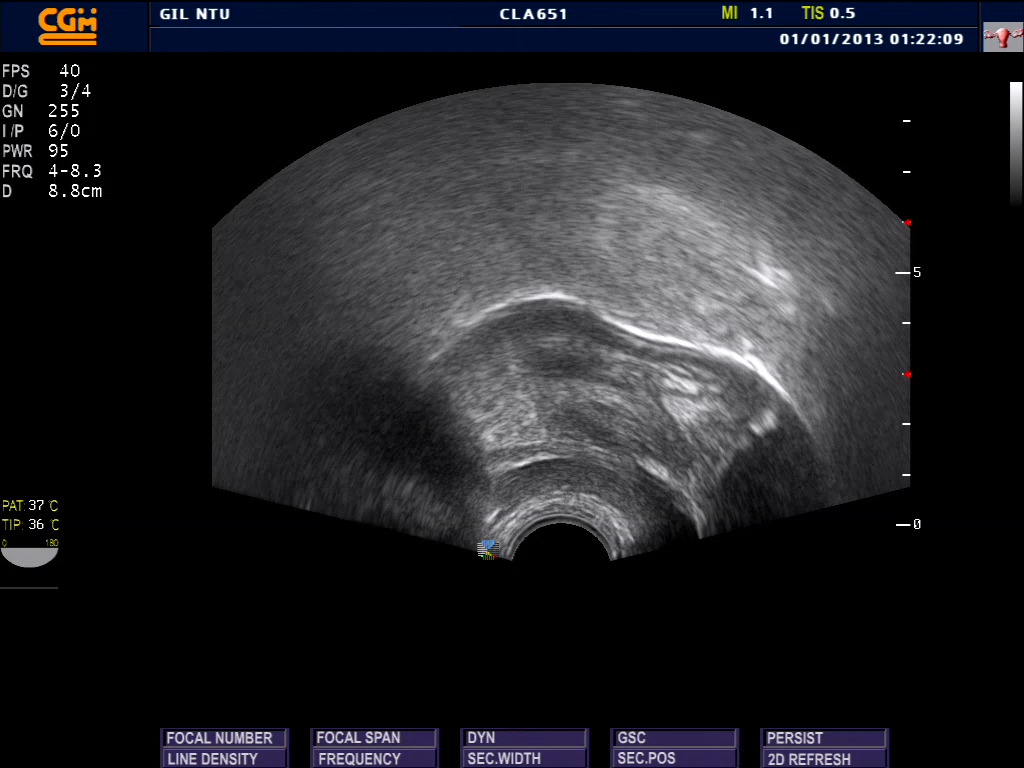 CGM
GIL NTU CLA651 MI 1.1 TIS 0.5
01/01/2013 01:22:09
FPS 40
D/G 3/4
GN 255
I/P 6/0
PWR 95
FRQ 4-8.3
D 8.8cm
5
PAT: 37 °C
TIP: 36 °C
0 180
0
FOCAL NUMBER FOCAL SPAN DYN GSC PERSIST
LINE DENSITY FREQUENCY SEC.WIDTH SEC.POS 2D REFRESH